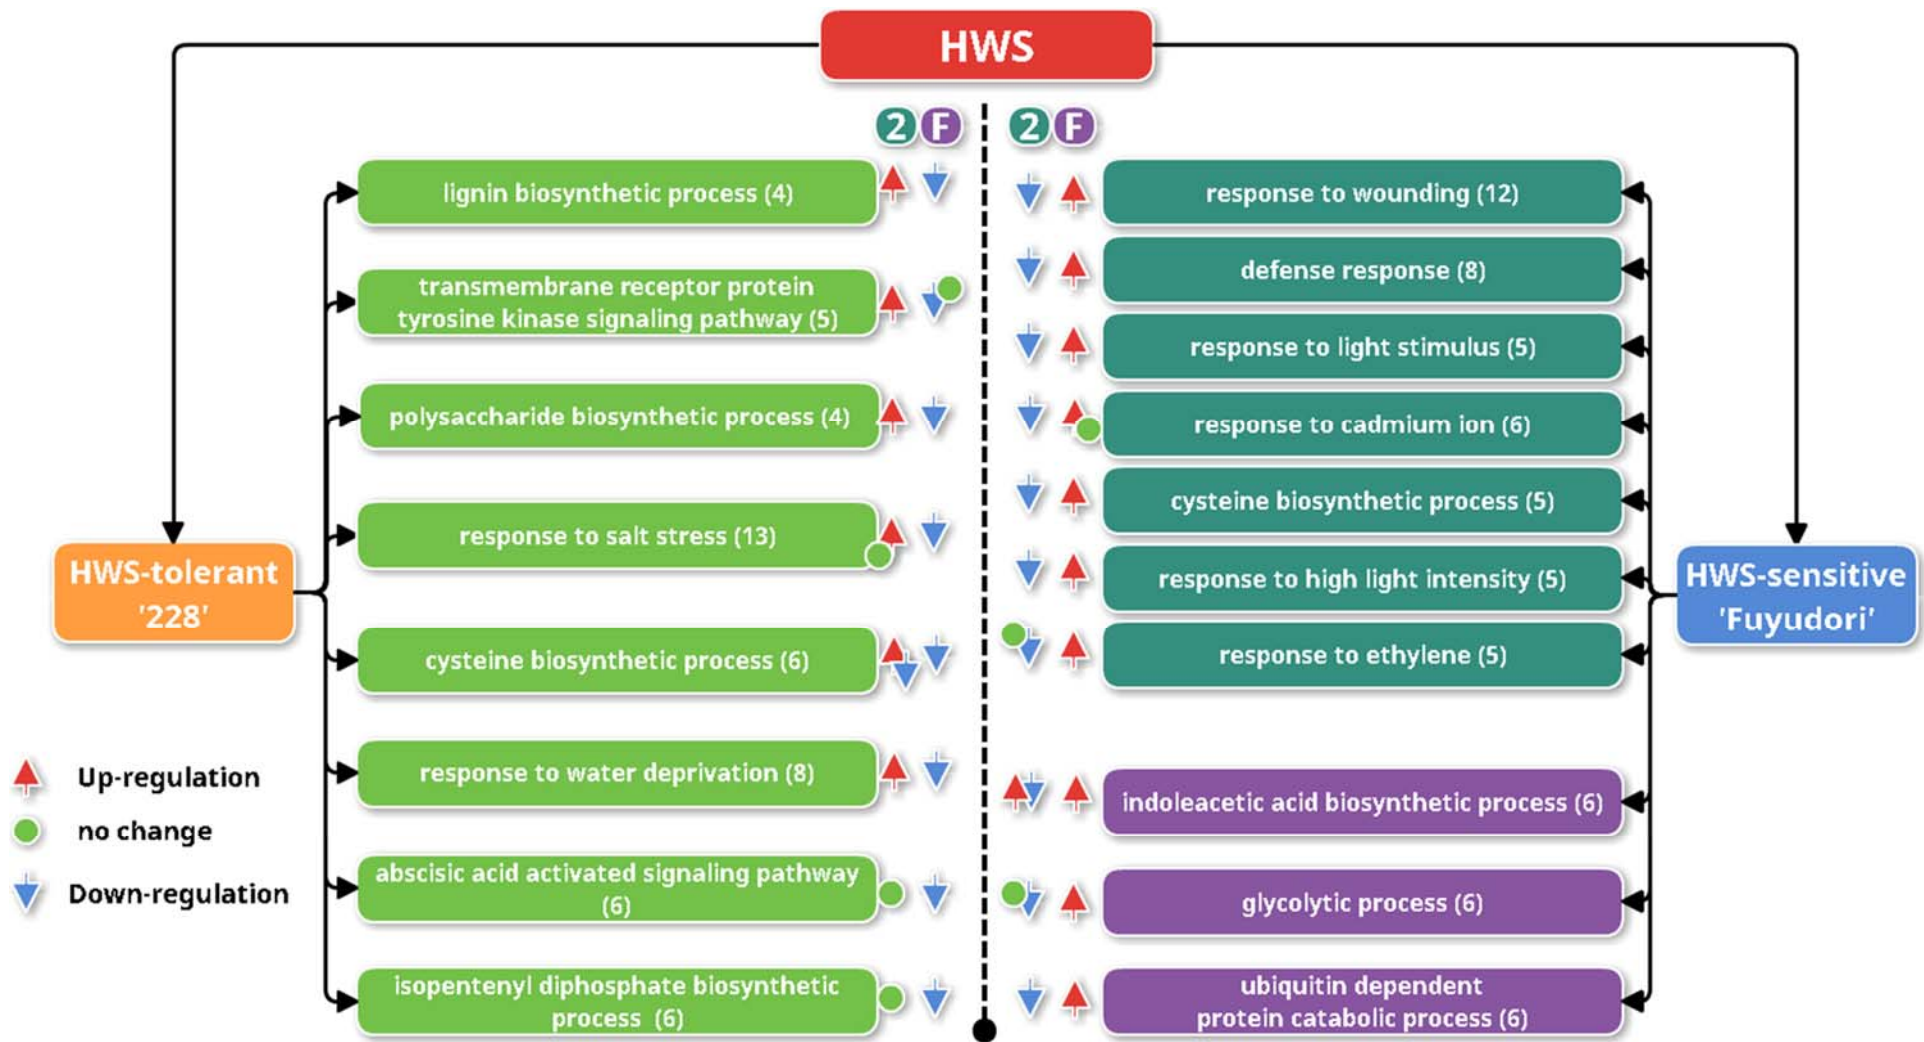 HWS
2 F
2 F
lignin biosynthetic process (4)
transmembrane receptor protein
tyrosine kinase signaling pathway (5)
polysaccharide biosynthetic process (4)
response to salt stress (13)
HWS-tolerant
'228'
cysteine biosynthetic process (6)
response to water deprivation (8)
abscisic acid activated signaling pathway
(6)
isopentenyl diphosphate biosynthetic
process (6)
Up-regulation
no change
Down-regulation
response to wounding (12)
defense response (8)
response to light stimulus (5)
response to cadmium ion (6)
cysteine biosynthetic process (5)
response to high light intensity (5)
response to ethylene (5)
HWS-sensitive
'Fuyudori'
indoleacetic acid biosynthetic process (6)
glycolytic process (6)
ubiquitin dependent
protein catabolic process (6)